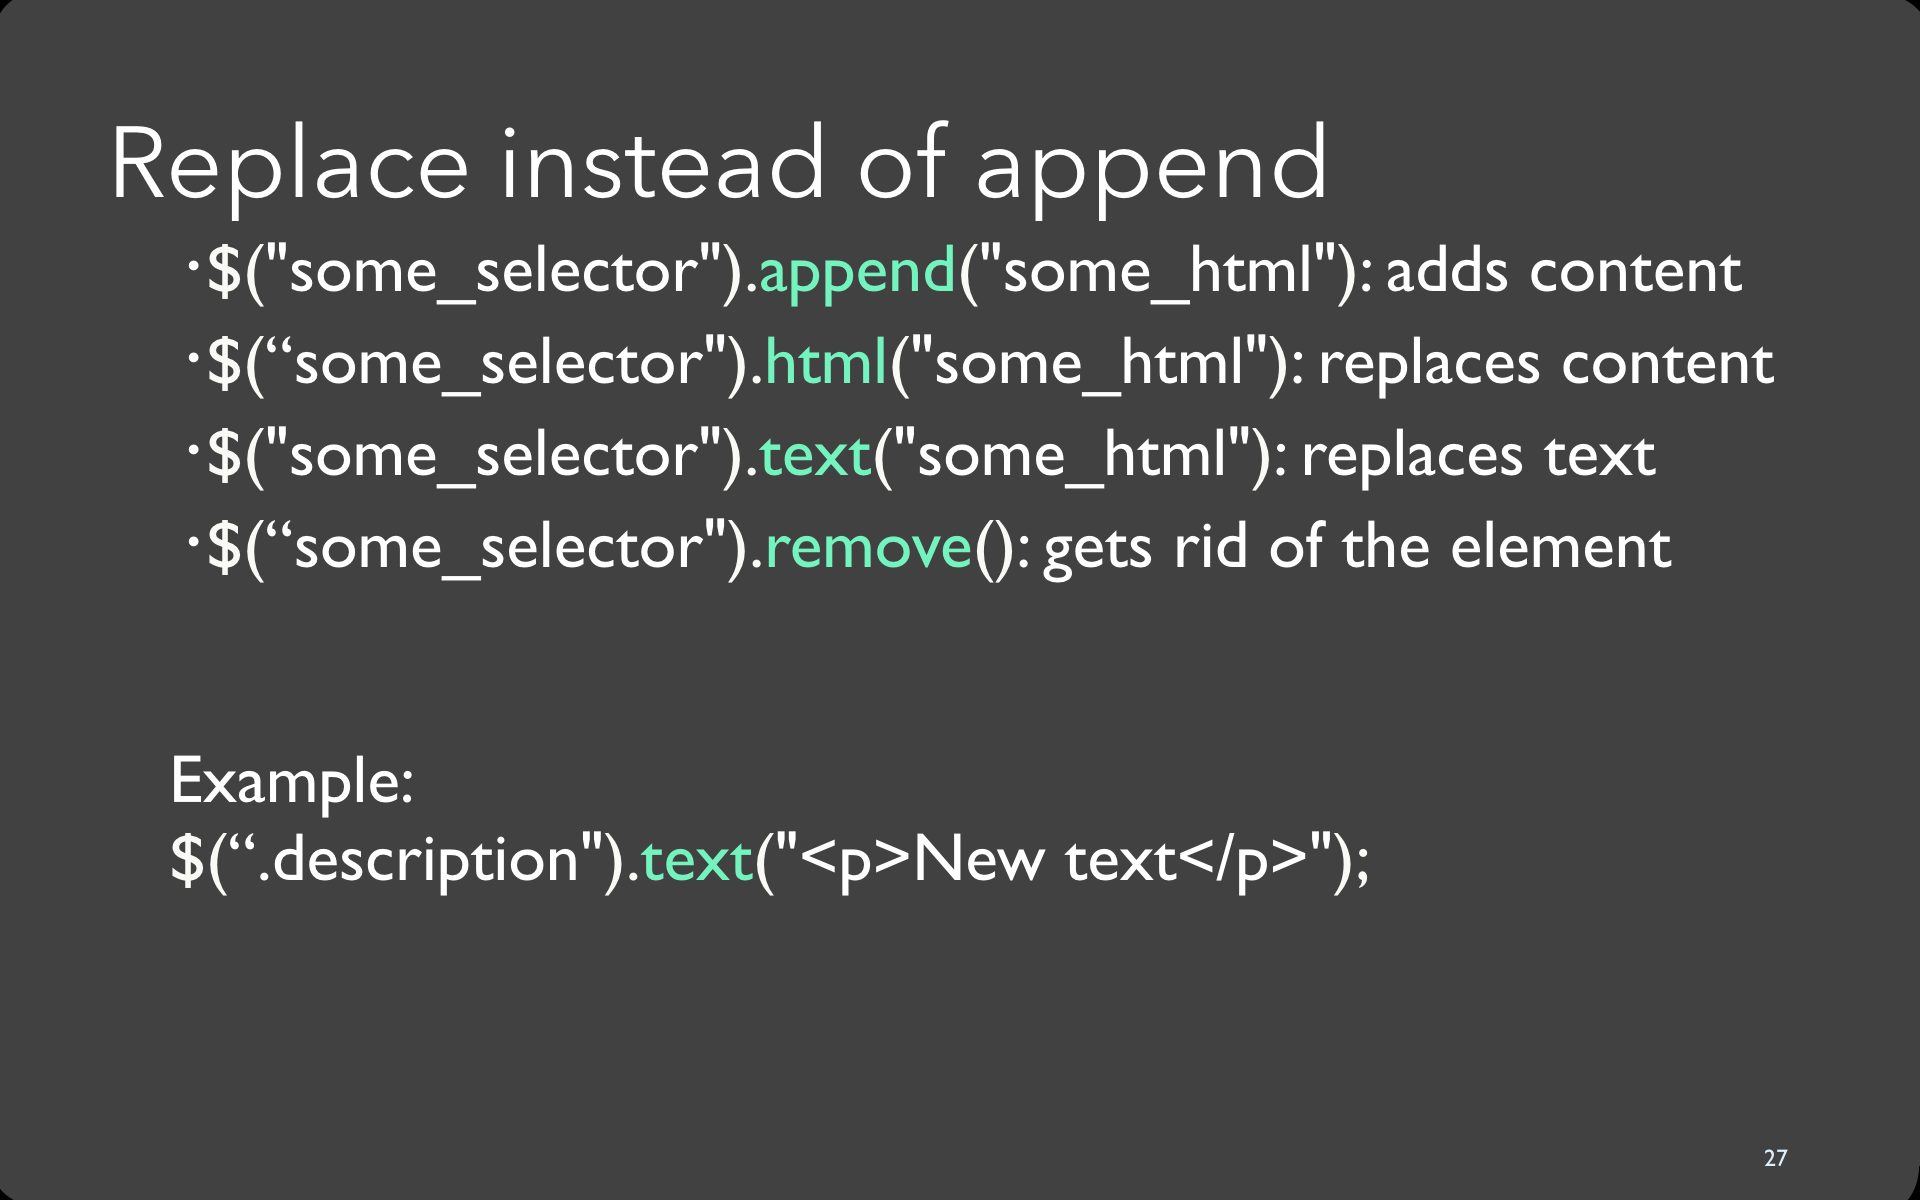 Replace instead of append
•$("some_selector").append("some_html"): adds content
•$(“some_selector").html("some_html"): replaces content
•$("some_selector").text("some_html"): replaces text
•$(“some_selector").remove(): gets rid of the element
Example:
$(“.description").text("<p>New text</p>");
27